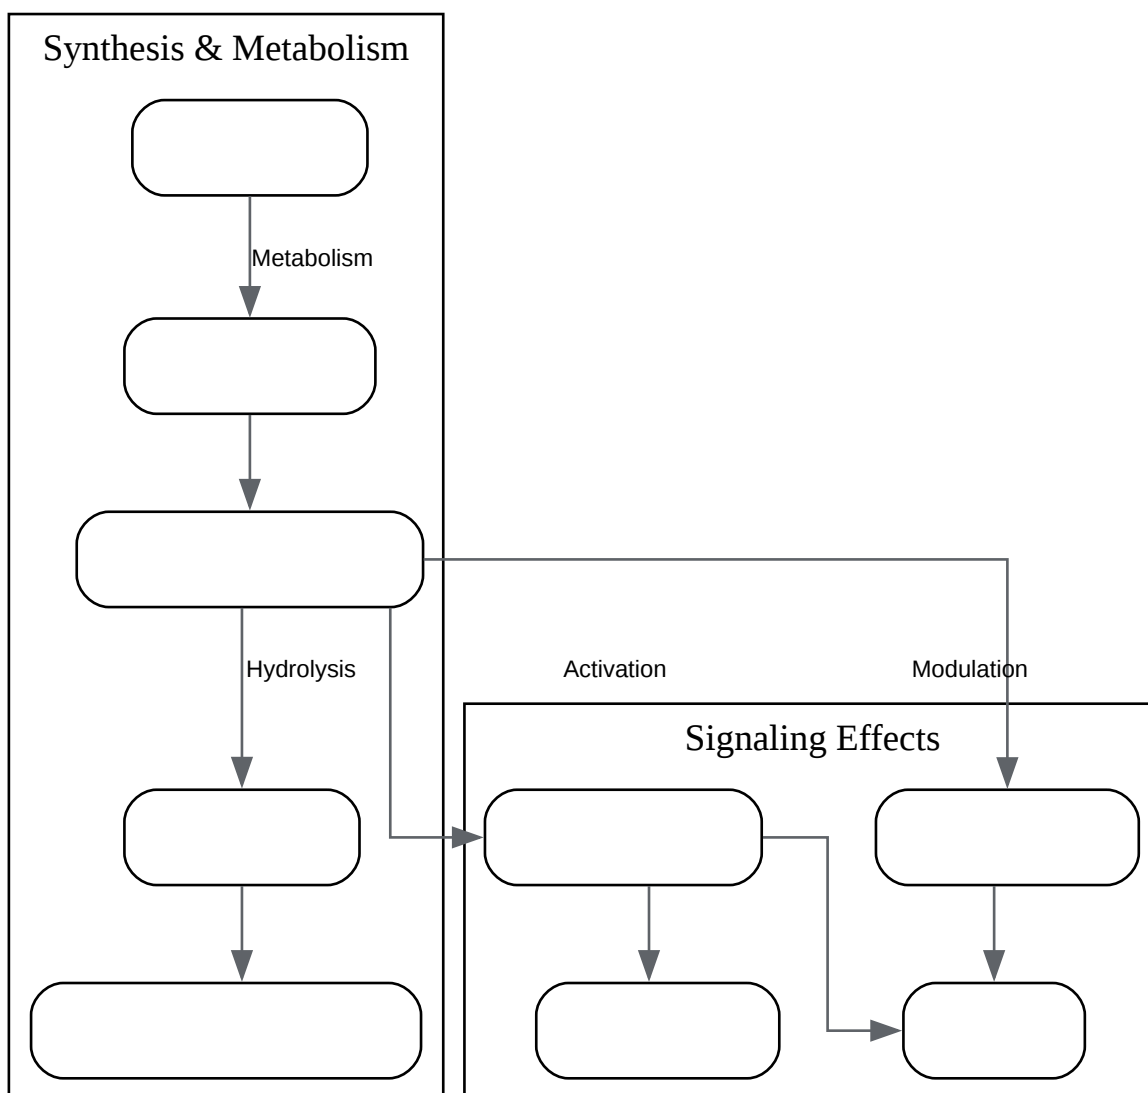 Synthesis & Metabolism
Metabolism
Hydrolysis
Activation
Modulation
Signaling Effects